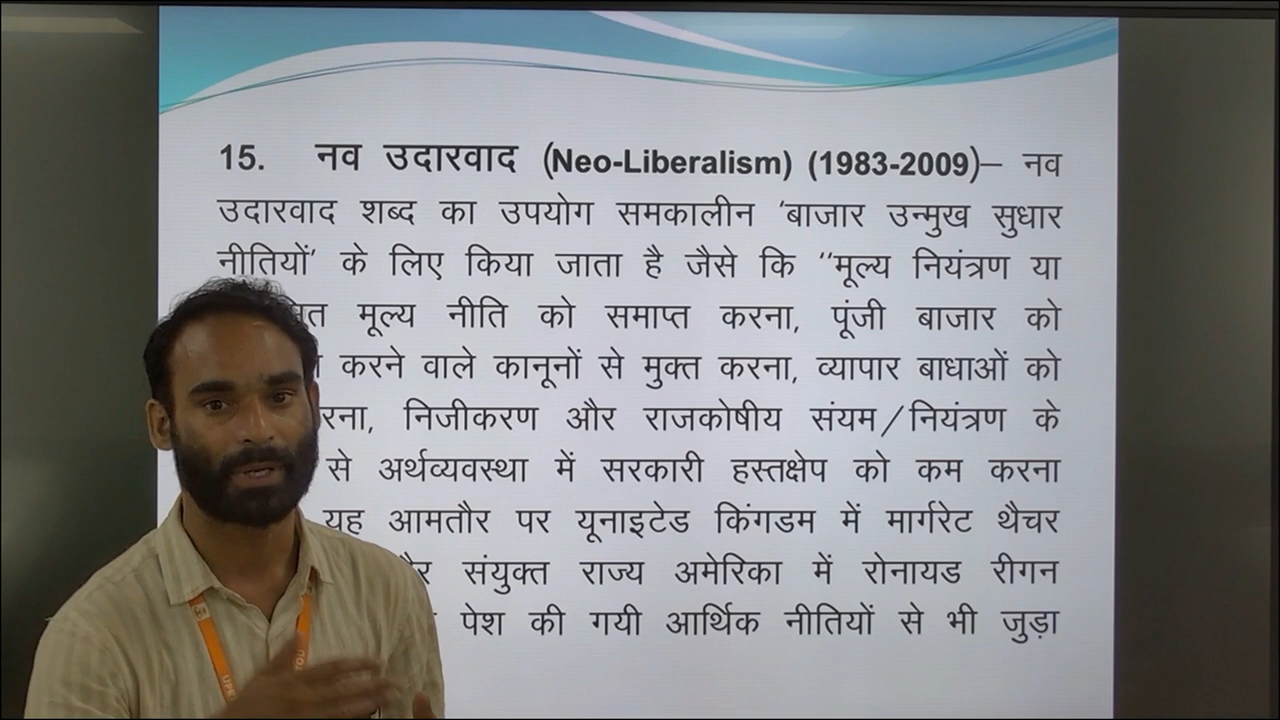 15. नव उदारवाद (Neo-Liberalism) (1983-2009)– नव
उदारवाद शब्द का उपयोग समकालीन 'बाजार उन्मुख सुधार
नीतियों' के लिए किया जाता है जैसे कि "मूल्य नियंत्रण या
मूल्य नीति को समाप्त करना, पूंजी बाजार को
करने वाले कानूनों से मुक्त करना, व्यापार बाधाओं को
निजीकरण और राजकोषीय संयम/नियंत्रण के
से अर्थव्यवस्था में सरकारी हस्तक्षेप को कम करना
यह आमतौर पर यूनाइटेड किंगडम में मार्गरेट थैचर
संयुक्त राज्य अमेरिका में रोनायड रीगन
पेश की गयी आर्थिक नीतियों से भी जुड़ा